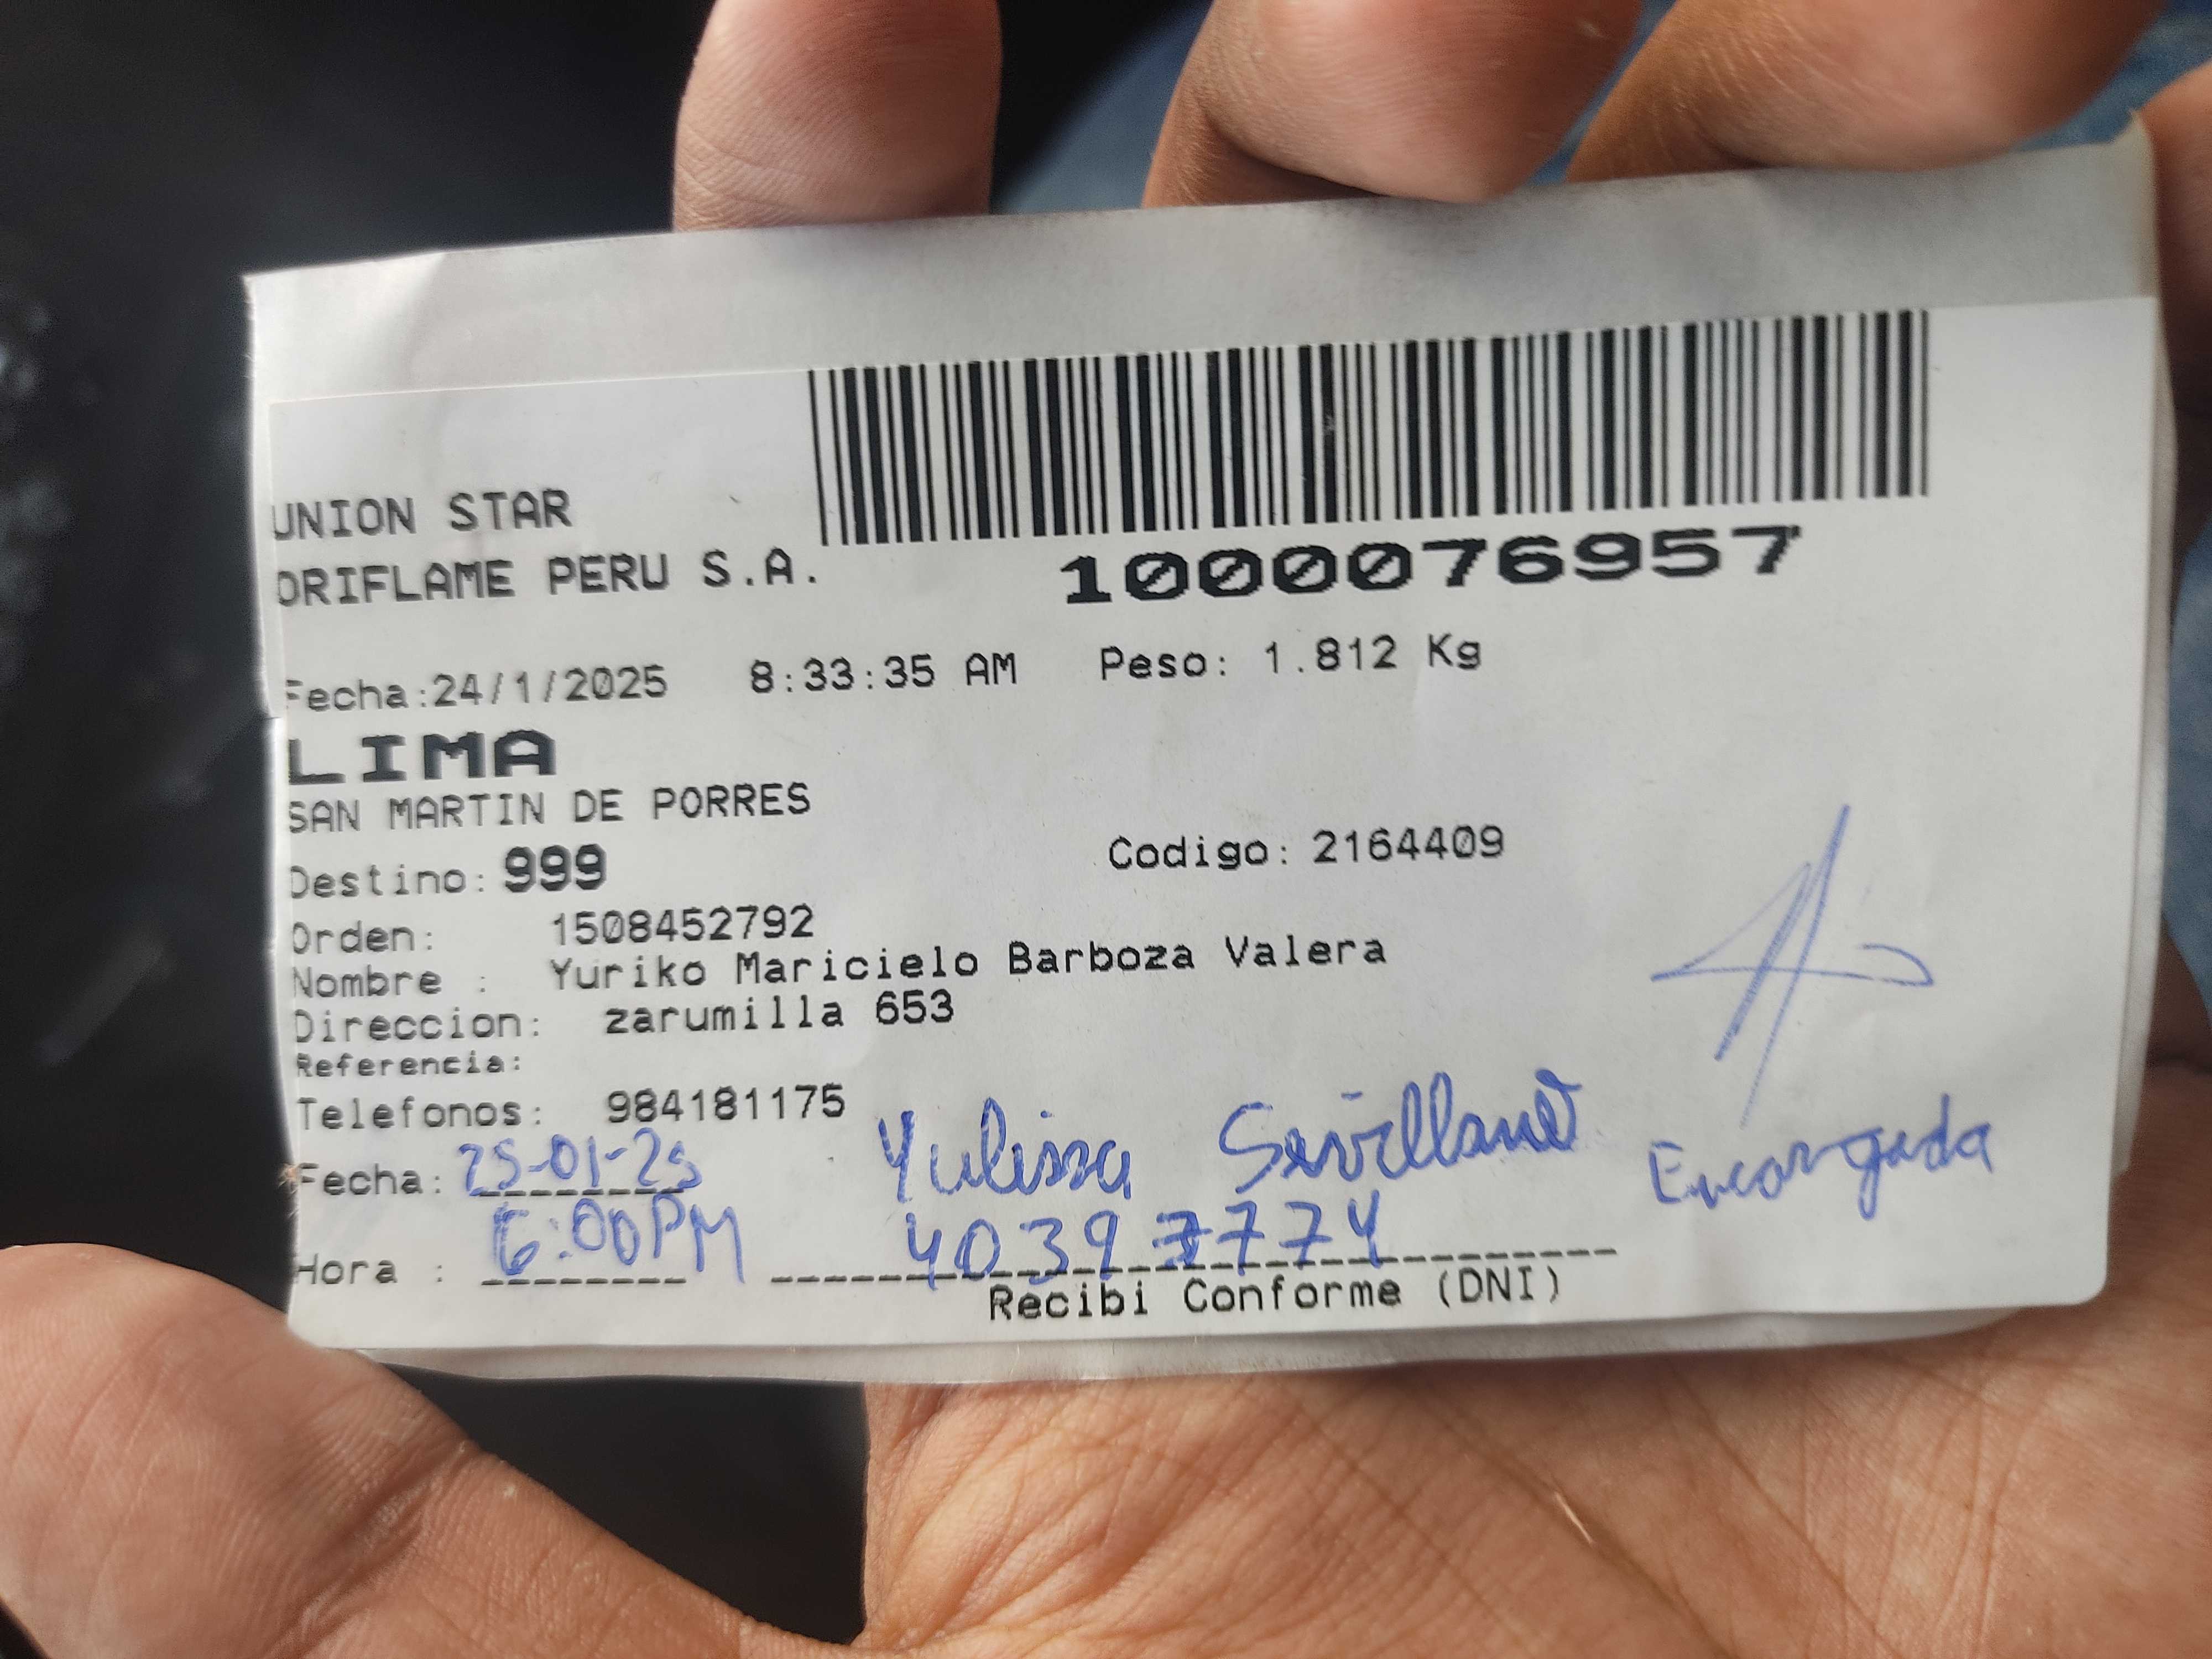 UNION STAR
ORIFLAME PERU S.A.
1000076957
Fecha:24/1/2025 8:33:35 AM Peso: 1.812 Kg
LIMA
SAN MARTIN DE PORRES
Destino: 999 Codigo: 2164409
Orden: 1508452792
Nombre : Yuriko Maricielo Barboza Valera
Direccion: zarumilla 653
Referencia:
Telefonos: 984181175
Yulissa Sevillano Encargada
Fecha: 25-01-25
Hora : 6:00PM 40397774
Recibi Conforme (DNI)